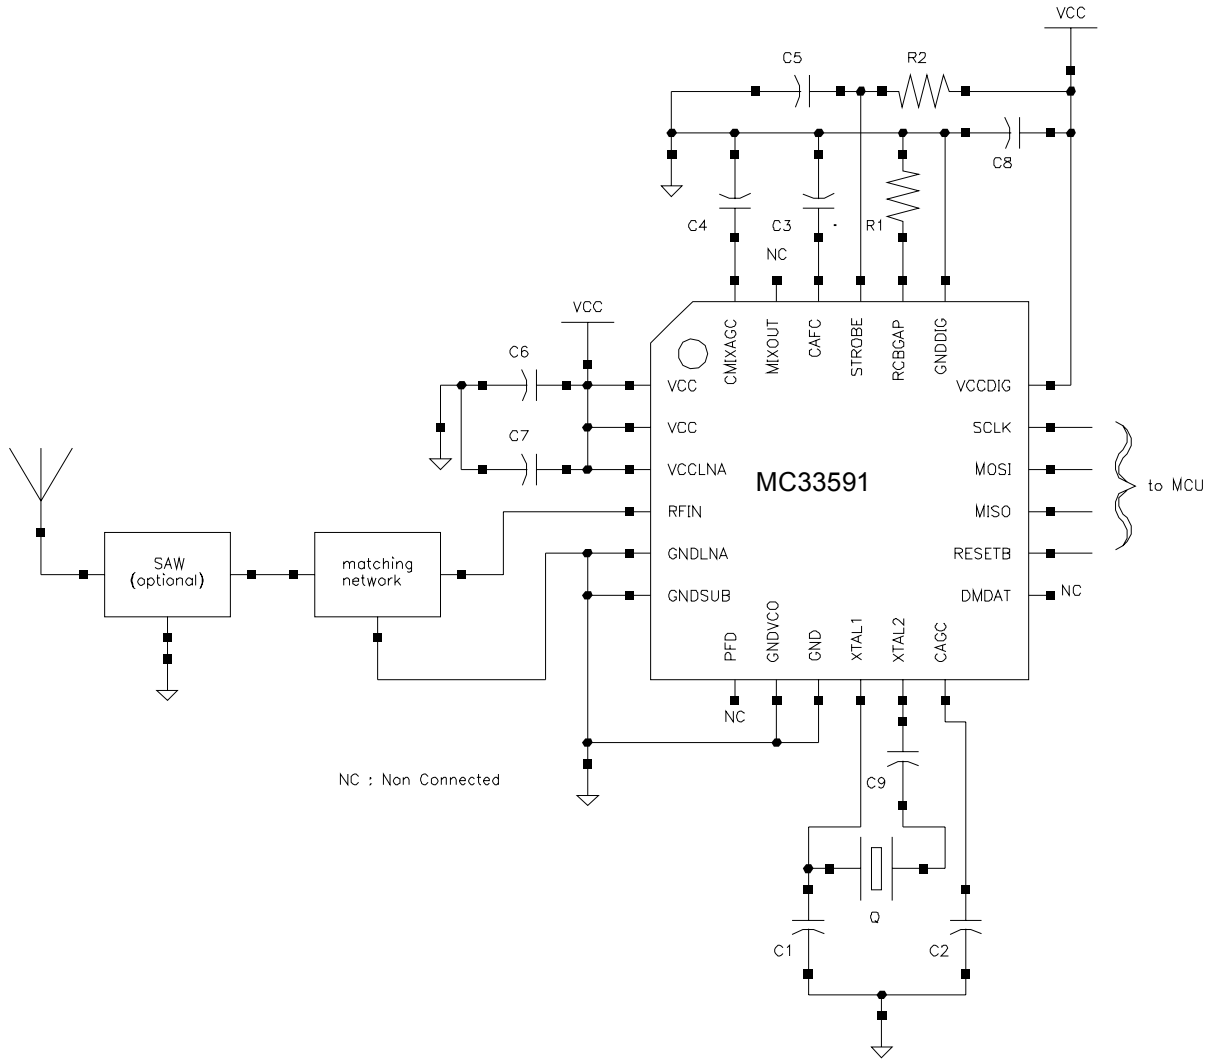 VCC
C5
R2
C8
C4
C3
R1
NC
VCC
CMIXAGC
MIXOUT
CAFC
STROBE
RCBGAP
GNDDIG
C6
VCC
VCCDIG
VCC
SCLK
C7
VCCLNA
MC33591
MOSI
to MCU
RFIN
MISO
SAW
(optional)
matching
network
GNDLNA
RESETB
GNDSUB
DMDAT
NC
PFD
GNDVCO
GND
XTAL1
XTAL2
CAGC
NC
NC : Non Connected
C9
Q
C1
C2